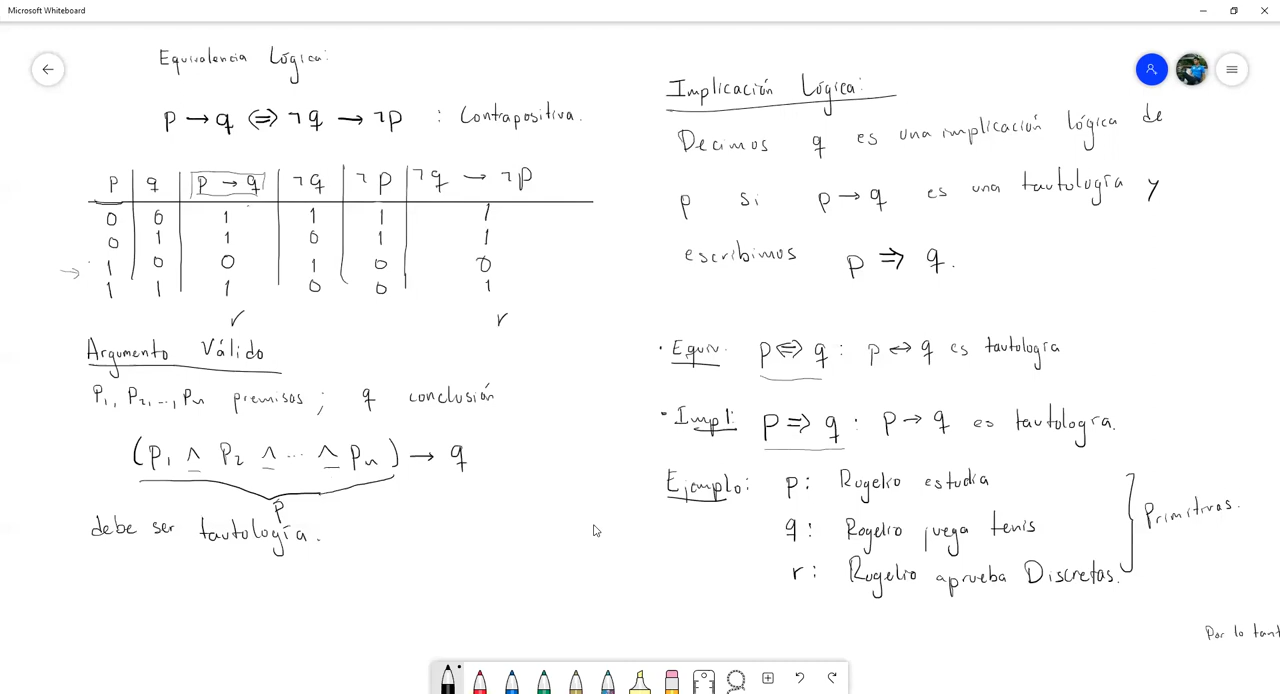 Microsoft Whiteboard
Equivalencia Lógica:
p → q ⟺ ¬q → ¬p : Contrapositiva.
p q p → q ¬q ¬p ¬q → ¬p
0 0 1 1 1 1
0 1 1 0 1 1
→ 1 0 0 1 0 0
1 1 1 0 0 1
Argumento Válido
P1, P2, ..., Pn premisas ; q conclusión
(P1 ∧ P2 ∧ ... ∧ Pn) → q
P
debe ser tautología.
Implicación Lógica:
Decimos q es una implicación lógica de
p si p → q es una tautología y
escribimos p ⇒ q.
· Equiv. p ⟺ q : p ↔ q es tautología
· Impl: p ⇒ q : p → q es tautología.
Ejemplo: p : Rogelio estudia
q : Rogelio juega tenis
r : Rogelio aprueba Discretas.
Primitivas.
Por lo tant